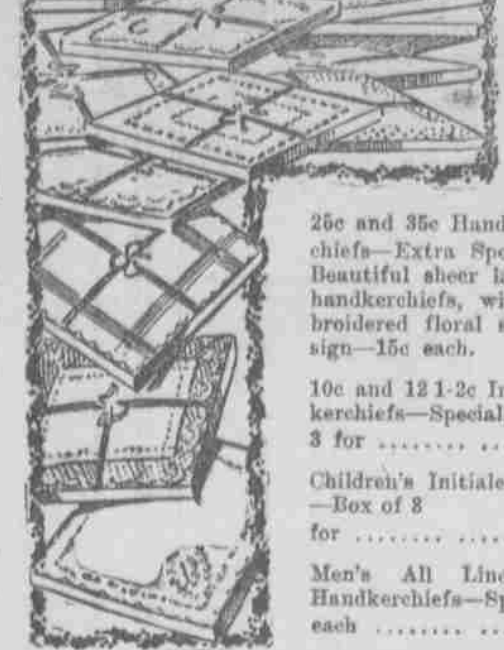 25c and 35c Hand
chiefs—Extra Spe
Beautiful sheer l
handkerchiefs, wi
broidered floral
sign—15c each.
10c and 12 1-2c In
kerchiefs—Special
3 for ........ ..
Children's Initiale
—Box of 3
for ........ ....
Men's All Line
Handkerchiefs—Sp
each ........ ..